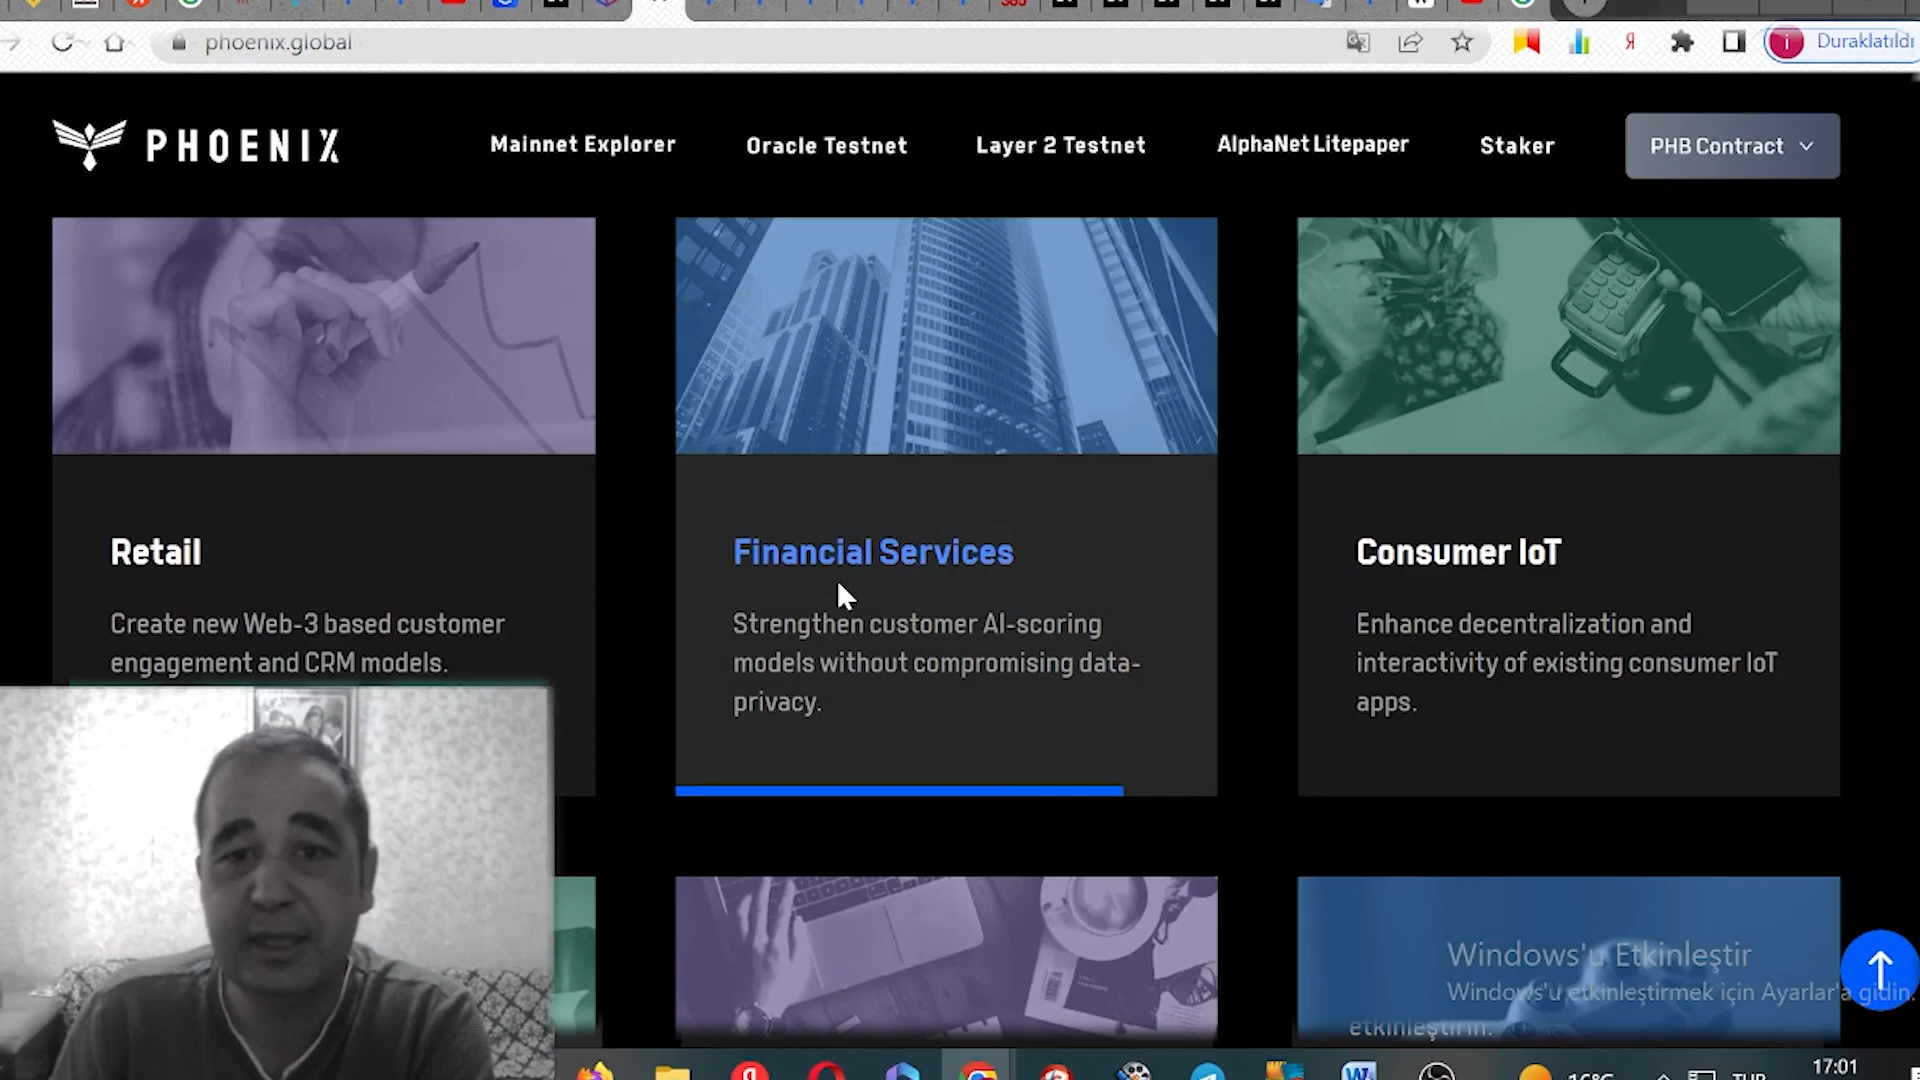 phoenix.global
Duraklatıldı
PHOENIX
Mainnet Explorer
Oracle Testnet
Layer 2 Testnet
AlphaNet Litepaper
Staker
PHB Contract
Retail
Create new Web-3 based customer
engagement and CRM models.
Financial Services
Strengthen customer AI-scoring
models without compromising data-
privacy.
Consumer IoT
Enhance decentralization and
interactivity of existing consumer IoT
apps.
Windows'u Etkinleştir
Windows'u etkinleştirmek için Ayarlar'a gidin.
etkinleştirin.
16°C
TUR
17:01